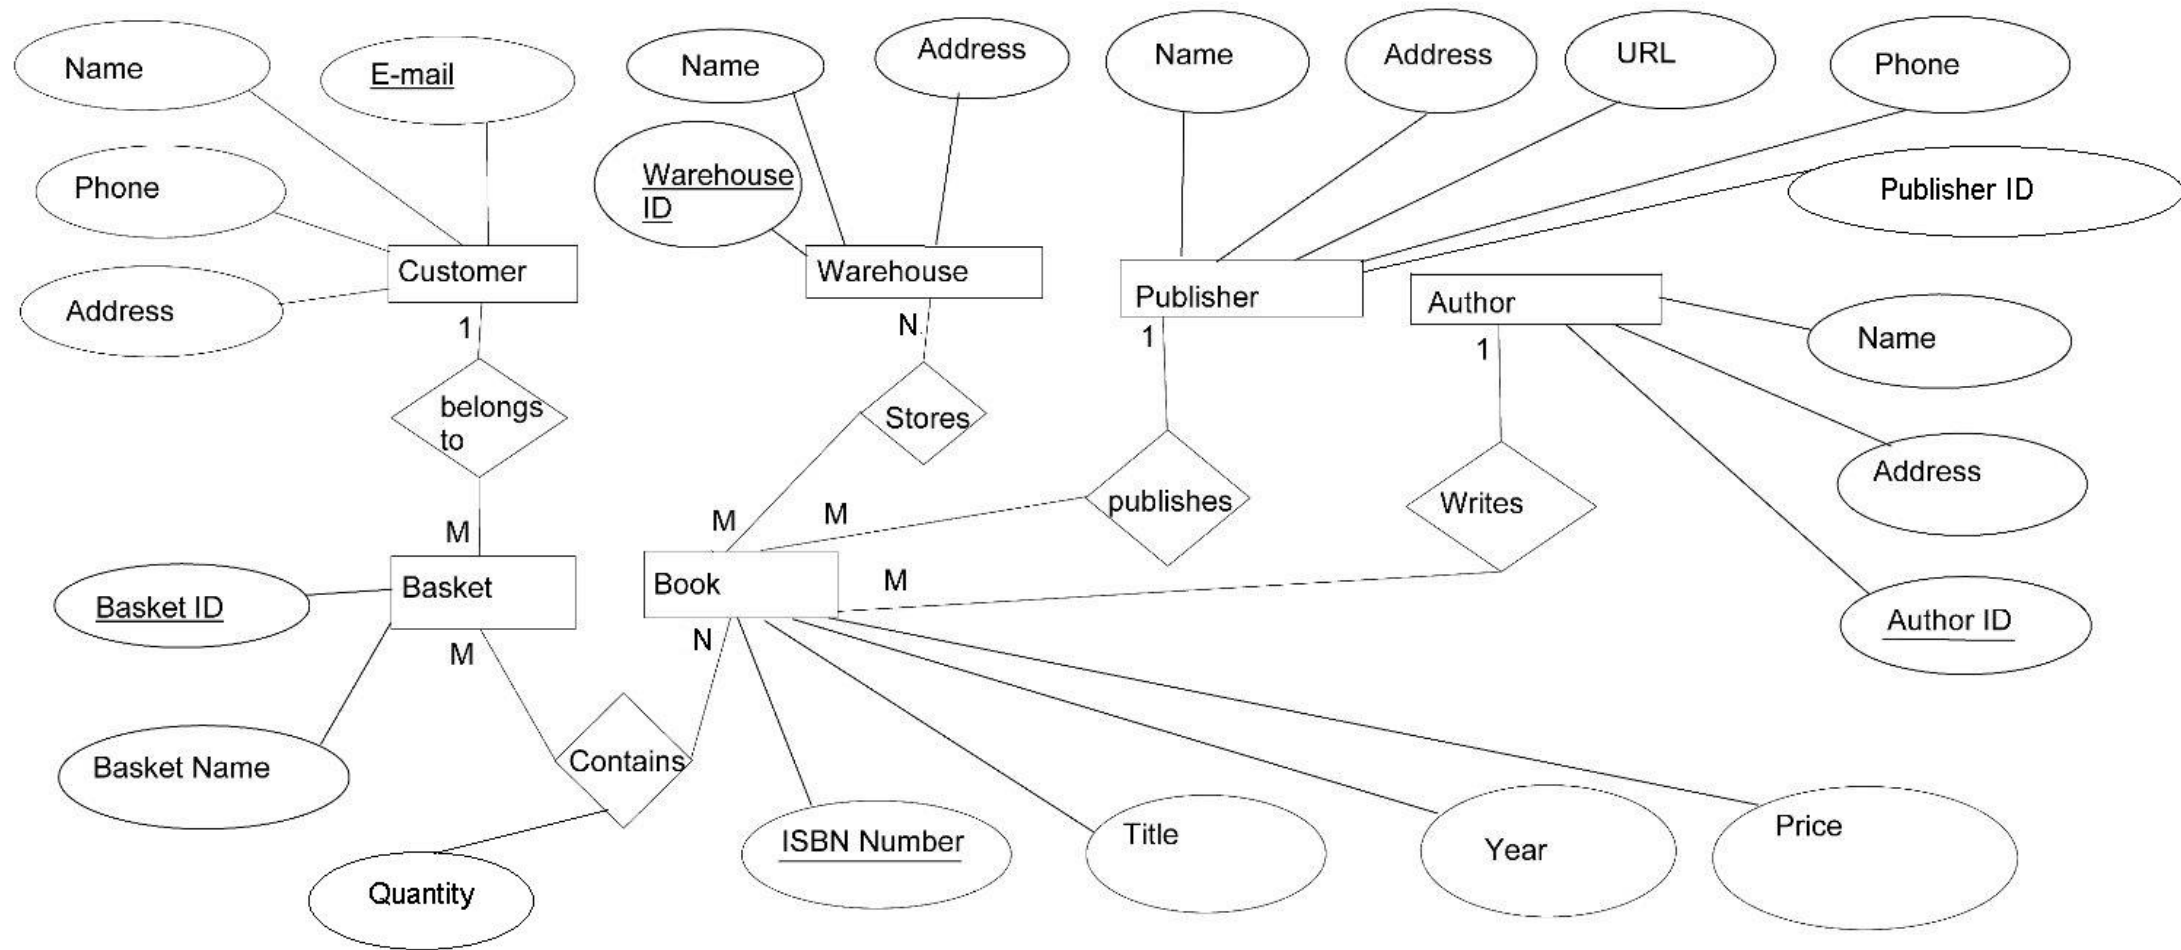 Name
E-mail
Name
Address
Name
Address
URL
Phone
Phone
Warehouse
ID
Publisher ID
Address
Customer
Warehouse
Publisher
Author
1
N
1
1
Name
belongs
to
Stores
publishes
Writes
Address
M
M
M
Basket ID
Basket
Book
M
Author ID
M
N
Basket Name
Contains
Quantity
ISBN Number
Title
Year
Price